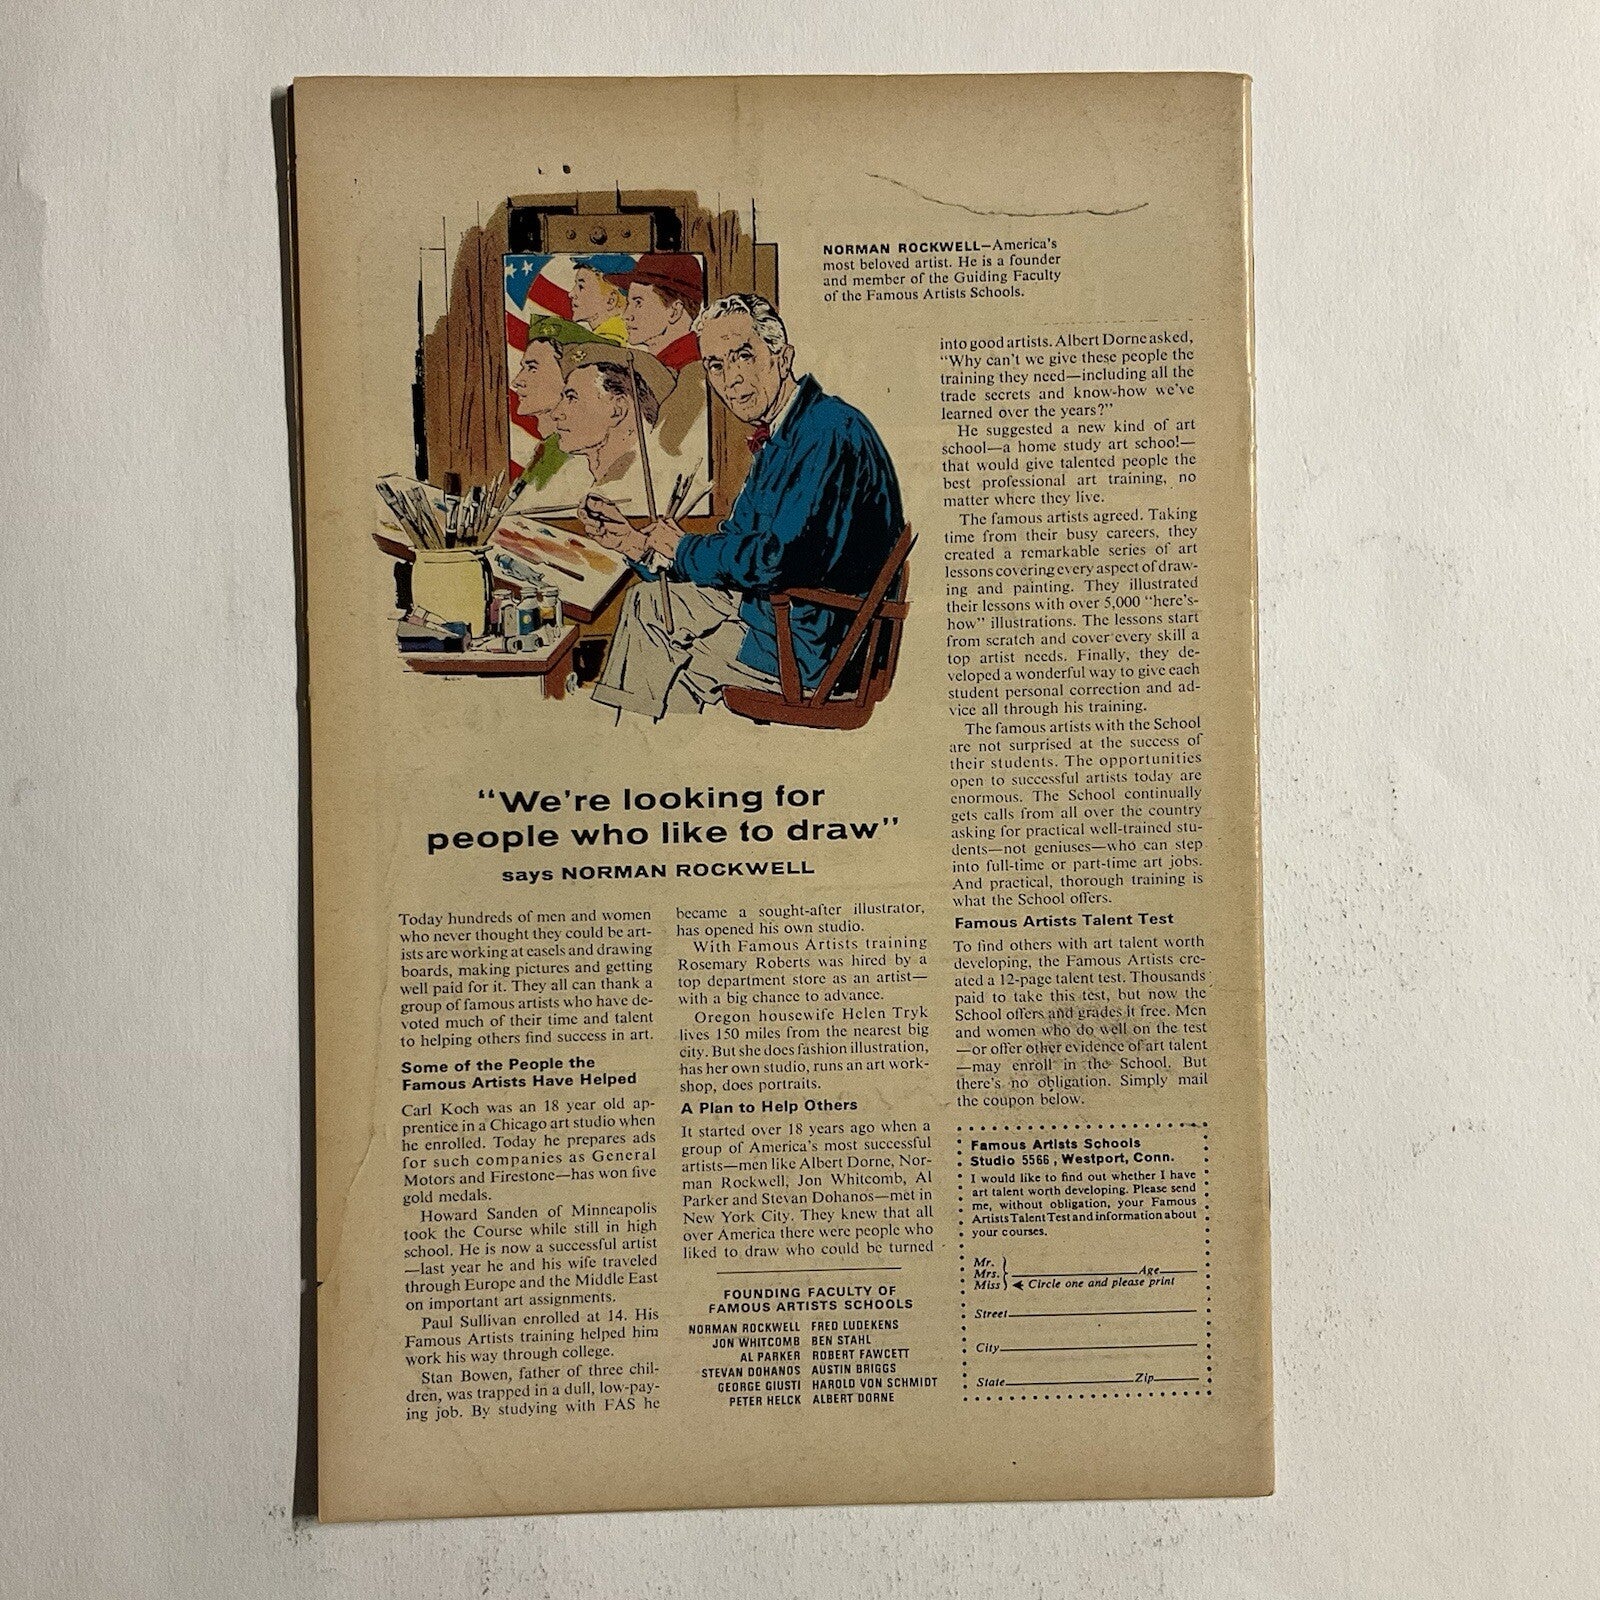 NORMAN ROCKWELL—America's
most beloved artist. He is a founder
and member of the Guiding Faculty
of the Famous Artists Schools.
"We're looking for
people who like to draw"
says NORMAN ROCKWELL
Today hundreds of men and women
who never thought they could be art-
ists are working at easels and drawing
boards, making pictures and getting
well paid for it. They all can thank a
group of famous artists who have de-
voted much of their time and talent
to helping others find success in art.
Some of the People the
Famous Artists Have Helped
Carl Koch was an 18 year old ap-
prentice in a Chicago art studio when
he enrolled. Today he prepares ads
for such companies as General
Motors and Firestone—has won five
gold medals.
Howard Sanden of Minneapolis
took the Course while still in high
school. He is now a successful artist
—last year he and his wife traveled
through Europe and the Middle East
on important art assignments.
Paul Sullivan enrolled at 14. His
Famous Artists training helped him
work his way through college.
Stan Bowen, father of three chil-
dren, was trapped in a dull, low-pay-
ing job. By studying with FAS he
became a sought-after illustrator,
has opened his own studio.
With Famous Artists training
Rosemary Roberts was hired by a
top department store as an artist—
with a big chance to advance.
Oregon housewife Helen Tryk
lives 150 miles from the nearest big
city. But she does fashion illustration,
has her own studio, runs an art work-
shop, does portraits.
A Plan to Help Others
It started over 18 years ago when a
group of America's most successful
artists—men like Albert Dorne, Nor-
man Rockwell, Jon Whitcomb, Al
Parker and Stevan Dohanos—met in
New York City. They knew that all
over America there were people who
liked to draw who could be turned
FOUNDING FACULTY OF
FAMOUS ARTISTS SCHOOLS
NORMAN ROCKWELL FRED LUDEKENS
JON WHITCOMB BEN STAHL
AL PARKER ROBERT FAWCETT
STEVAN DOHANOS AUSTIN BRIGGS
GEORGE GIUSTI HAROLD VON SCHMIDT
PETER HELCK ALBERT DORNE
into good artists. Albert Dorne asked,
"Why can't we give these people the
training they need—including all the
trade secrets and know-how we've
learned over the years?"
He suggested a new kind of art
school—a home study art school—
that would give talented people the
best professional art training, no
matter where they live.
The famous artists agreed. Taking
time from their busy careers, they
created a remarkable series of art
lessons covering every aspect of draw-
ing and painting. They illustrated
their lessons with over 5,000 "here's-
how" illustrations. The lessons start
from scratch and cover every skill a
top artist needs. Finally, they de-
veloped a wonderful way to give each
student personal correction and ad-
vice all through his training.
The famous artists with the School
are not surprised at the success of
their students. The opportunities
open to successful artists today are
enormous. The School continually
gets calls from all over the country
asking for practical well-trained stu-
dents—not geniuses—who can step
into full-time or part-time art jobs.
And practical, thorough training is
what the School offers.
Famous Artists Talent Test
To find others with art talent worth
developing, the Famous Artists cre-
ated a 12-page talent test. Thousands
paid to take this test, but now the
School offers and grades it free. Men
and women who do well on the test
—or offer other evidence of art talent
—may enroll in the School. But
there's no obligation. Simply mail
the coupon below.
Famous Artists Schools
Studio 5566, Westport, Conn.
I would like to find out whether I have
art talent worth developing. Please send
me, without obligation, your Famous
Artists Talent Test and information about
your courses.
Mr.
Mrs. Age
Miss Circle one and please print
Street
City
State Zip